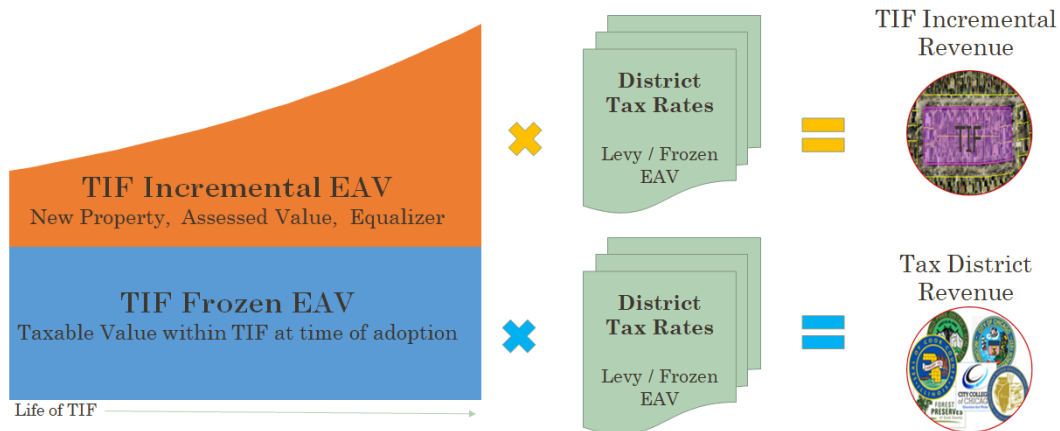 TIF Incremental EAV
New Property, Assessed Value, Equalizer
TIF Frozen EAV
Taxable Value within TIF at time of adoption
Life of TIF
District
Tax Rates
Levy / Frozen
EAV
TIF Incremental
Revenue
TIF
District
Tax Rates
Levy / Frozen
EAV
Tax District
Revenue
CITY COLLEGES
of CHICAGO
FOREST
PRESERVES